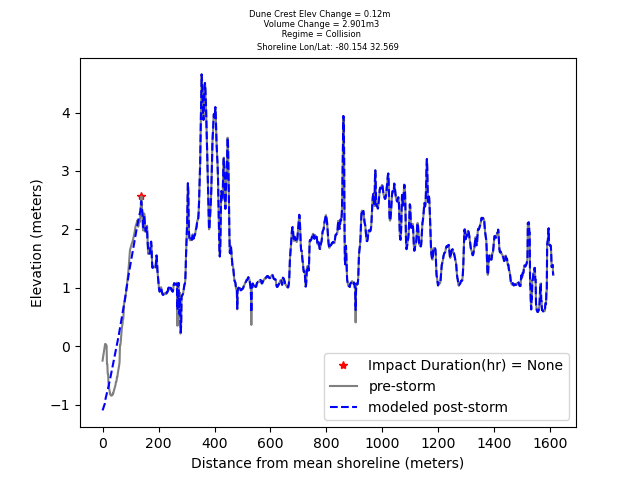 Dune Crest Elev Change = 0.12m
Volume Change = 2.901m3
Regime = Collision
Shoreline Lon/Lat: -80.154 32.569
4
3
2
1
0
−1
Elevation (meters)
Impact Duration(hr) = None
pre-storm
modeled post-storm
0 200 400 600 800 1000 1200 1400 1600
Distance from mean shoreline (meters)